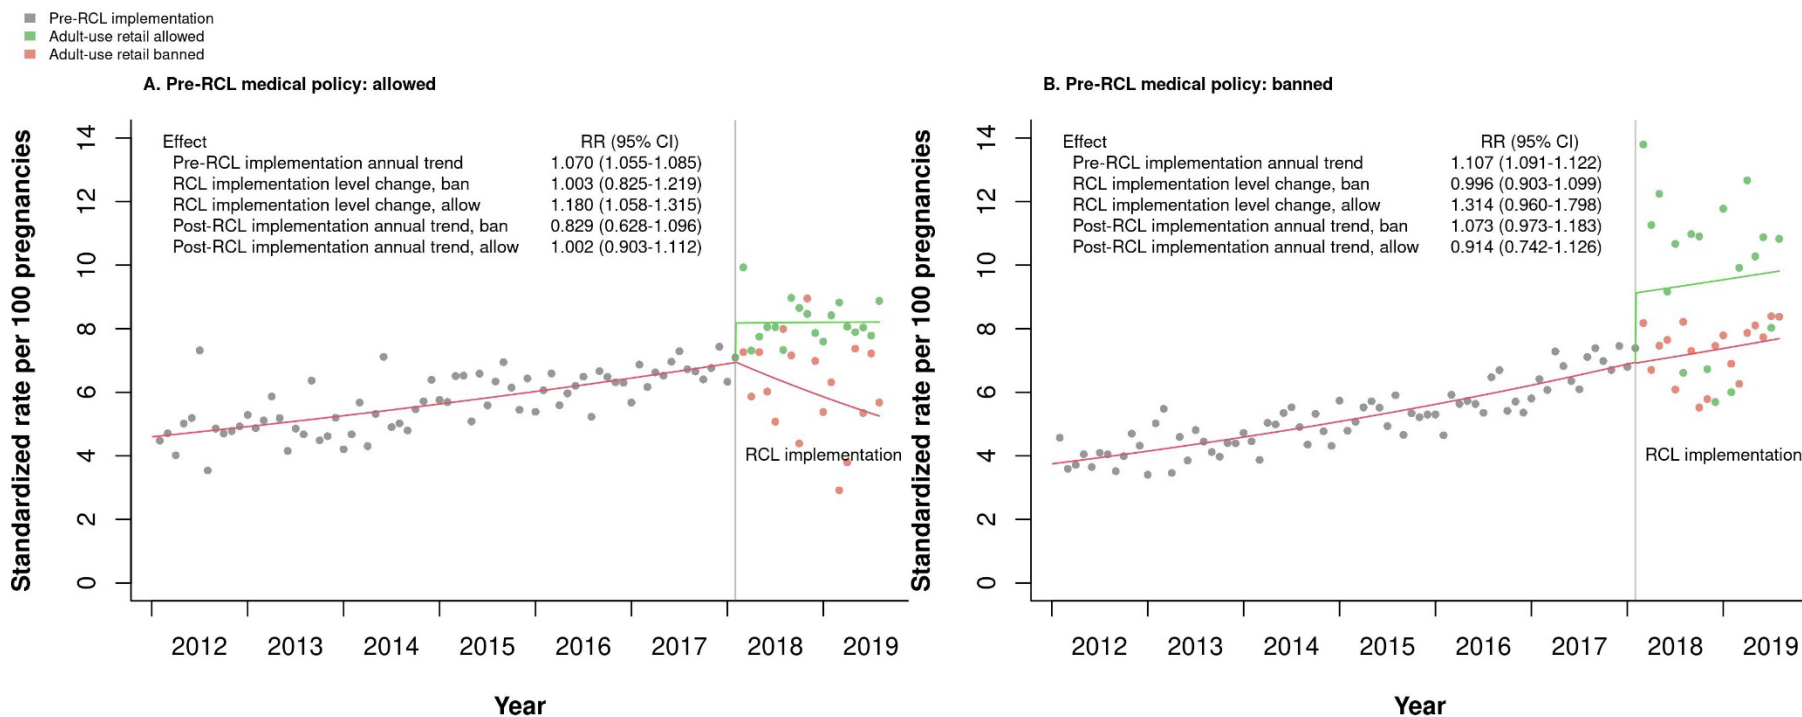 Pre-RCL implementation
Adult-use retail allowed
Adult-use retail banned
A. Pre-RCL medical policy: allowed
Standardized rate per 100 pregnancies
14
12
10
8
6
4
2
0
Effect RR (95% CI)
Pre-RCL implementation annual trend 1.070 (1.055-1.085)
RCL implementation level change, ban 1.003 (0.825-1.219)
RCL implementation level change, allow 1.180 (1.058-1.315)
Post-RCL implementation annual trend, ban 0.829 (0.628-1.096)
Post-RCL implementation annual trend, allow 1.002 (0.903-1.112)
RCL implementation
2012 2013 2014 2015 2016 2017 2018 2019
Year
B. Pre-RCL medical policy: banned
Standardized rate per 100 pregnancies
14
12
10
8
6
4
2
0
Effect RR (95% CI)
Pre-RCL implementation annual trend 1.107 (1.091-1.122)
RCL implementation level change, ban 0.996 (0.903-1.099)
RCL implementation level change, allow 1.314 (0.960-1.798)
Post-RCL implementation annual trend, ban 1.073 (0.973-1.183)
Post-RCL implementation annual trend, allow 0.914 (0.742-1.126)
RCL implementation
2012 2013 2014 2015 2016 2017 2018 2019
Year